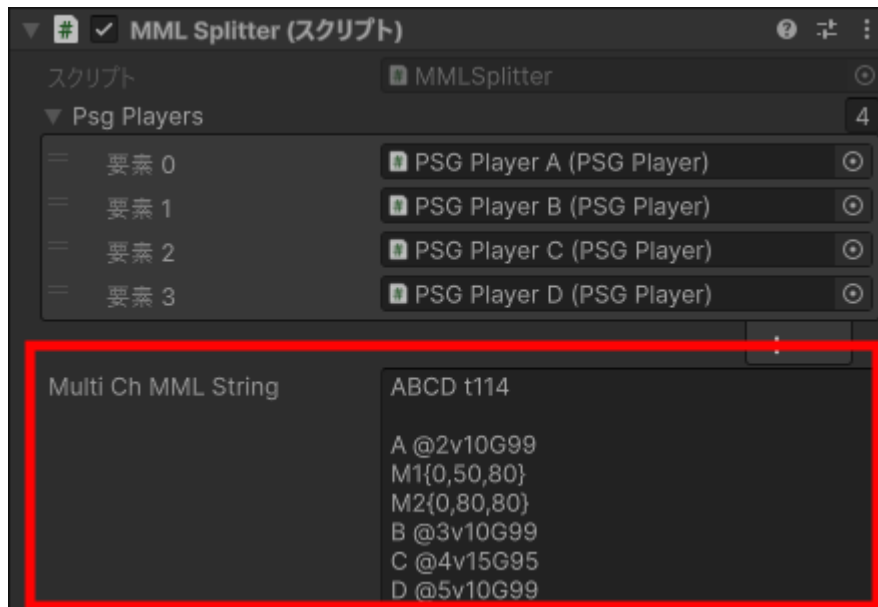 MML Splitter (スクリプト)
スクリプト MMLSplitter
Psg Players 4
要素 0 PSG Player A (PSG Player)
要素 1 PSG Player B (PSG Player)
要素 2 PSG Player C (PSG Player)
要素 3 PSG Player D (PSG Player)
Multi Ch MML String ABCD t114
A @2v10G99
M1{0,50,80}
M2{0,80,80}
B @3v10G99
C @4v15G95
D @5v10G99